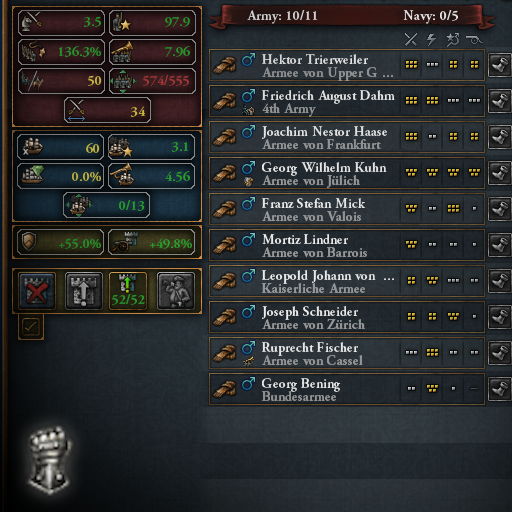 Army: 10/11 Navy: 0/5
3.5 97.9
136.3% 7.96
50 574/555
34
60 3.1
0.0% 4.56
0/13
+55.0% +49.8%
52/52
Hektor Trierweiler
Armee von Upper G ...
Friedrich August Dahm
4th Army
Joachim Nestor Haase
Armee von Frankfurt
Georg Wilhelm Kuhn
Armee von Jülich
Franz Stefan Mick
Armee von Valois
Mortiz Lindner
Armee von Barrois
Leopold Johann von ...
Kaiserliche Armee
Joseph Schneider
Armee von Zürich
Ruprecht Fischer
Armee von Cassel
Georg Bening
Bundesarmee